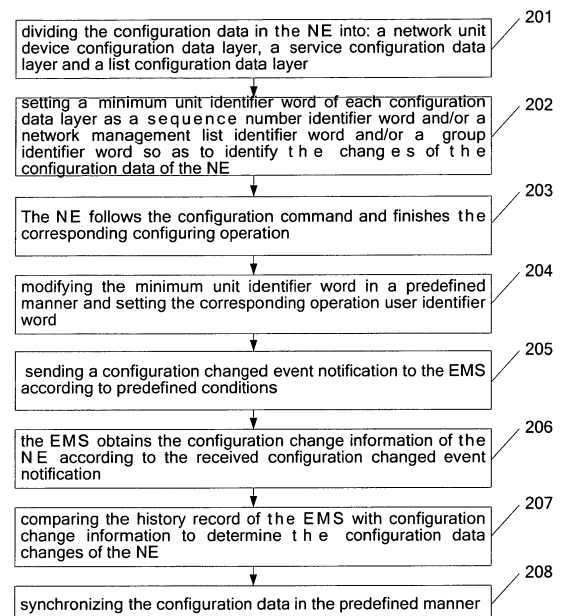 201
dividing the configuration data in the NE into: a network unit
device configuration data layer, a service configuration data
layer and a list configuration data layer
202
setting a minimum unit identifier word of each configuration
data layer as a sequence number identifier word and/or a
network management list identifier word and/or a group
identifier word so as to identify the changes of the
configuration data of the NE
203
The NE follows the configuration command and finishes the
corresponding configuring operation
204
modifying the minimum unit identifier word in a predefined
manner and setting the corresponding operation user identifier
word
205
sending a configuration changed event notification to the EMS
according to predefined conditions
206
the EMS obtains the configuration change information of the
NE according to the received configuration changed event
notification
207
comparing the history record of the EMS with configuration
change information to determine the configuration data
changes of the NE
208
synchronizing the configuration data in the predefined manner